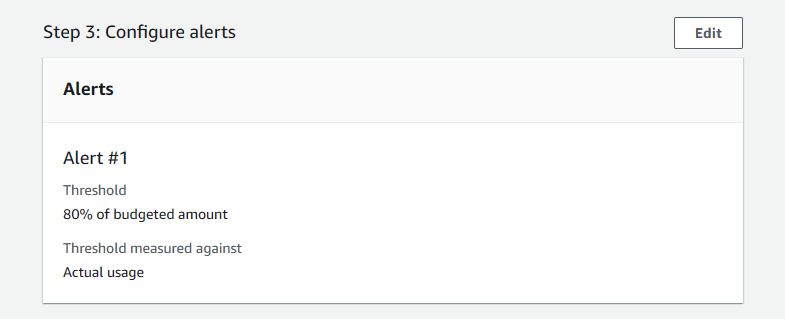 Step 3: Configure alerts
Edit
Alerts
Alert #1
Threshold
80% of budgeted amount
Threshold measured against
Actual usage